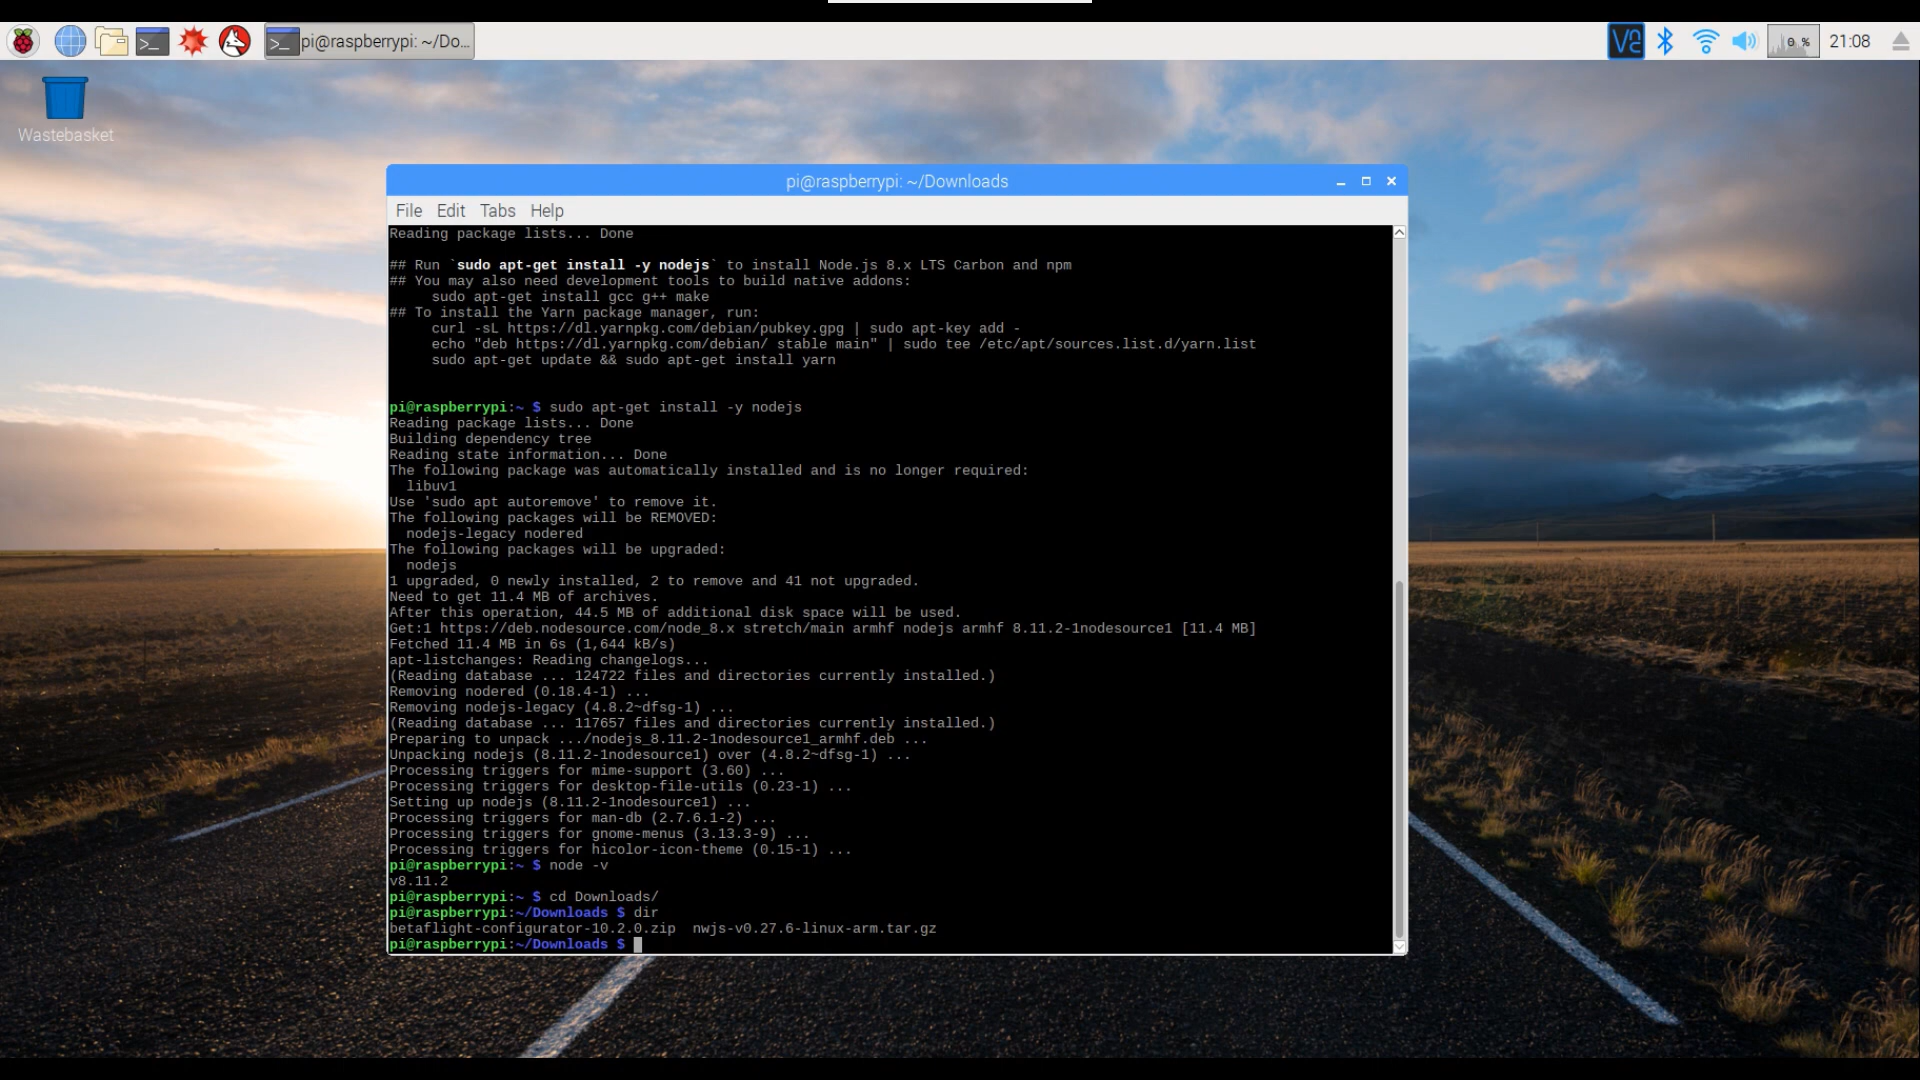 pi@raspberrypi: ~/Do...
0 %
21:08
Wastebasket
pi@raspberrypi: ~/Downloads
File Edit Tabs Help
Reading package lists... Done
## Run `sudo apt-get install -y nodejs` to install Node.js 8.x LTS Carbon and npm
## You may also need development tools to build native addons:
     sudo apt-get install gcc g++ make
## To install the Yarn package manager, run:
     curl -sL https://dl.yarnpkg.com/debian/pubkey.gpg | sudo apt-key add -
     echo "deb https://dl.yarnpkg.com/debian/ stable main" | sudo tee /etc/apt/sources.list.d/yarn.list
     sudo apt-get update && sudo apt-get install yarn
pi@raspberrypi:~ $ sudo apt-get install -y nodejs
Reading package lists... Done
Building dependency tree
Reading state information... Done
The following package was automatically installed and is no longer required:
  libuv1
Use 'sudo apt autoremove' to remove it.
The following packages will be REMOVED:
  nodejs-legacy nodered
The following packages will be upgraded:
  nodejs
1 upgraded, 0 newly installed, 2 to remove and 41 not upgraded.
Need to get 11.4 MB of archives.
After this operation, 44.5 MB of additional disk space will be used.
Get:1 https://deb.nodesource.com/node_8.x stretch/main armhf nodejs armhf 8.11.2-1nodesource1 [11.4 MB]
Fetched 11.4 MB in 6s (1,644 kB/s)
apt-listchanges: Reading changelogs...
(Reading database ... 124722 files and directories currently installed.)
Removing nodered (0.18.4-1) ...
Removing nodejs-legacy (4.8.2~dfsg-1) ...
(Reading database ... 117657 files and directories currently installed.)
Preparing to unpack .../nodejs_8.11.2-1nodesource1_armhf.deb ...
Unpacking nodejs (8.11.2-1nodesource1) over (4.8.2~dfsg-1) ...
Processing triggers for mime-support (3.60) ...
Processing triggers for desktop-file-utils (0.23-1) ...
Setting up nodejs (8.11.2-1nodesource1) ...
Processing triggers for man-db (2.7.6.1-2) ...
Processing triggers for gnome-menus (3.13.3-9) ...
Processing triggers for hicolor-icon-theme (0.15-1) ...
pi@raspberrypi:~ $ node -v
v8.11.2
pi@raspberrypi:~ $ cd Downloads/
pi@raspberrypi:~/Downloads $ dir
betaflight-configurator-10.2.0.zip  nwjs-v0.27.6-linux-arm.tar.gz
pi@raspberrypi:~/Downloads $